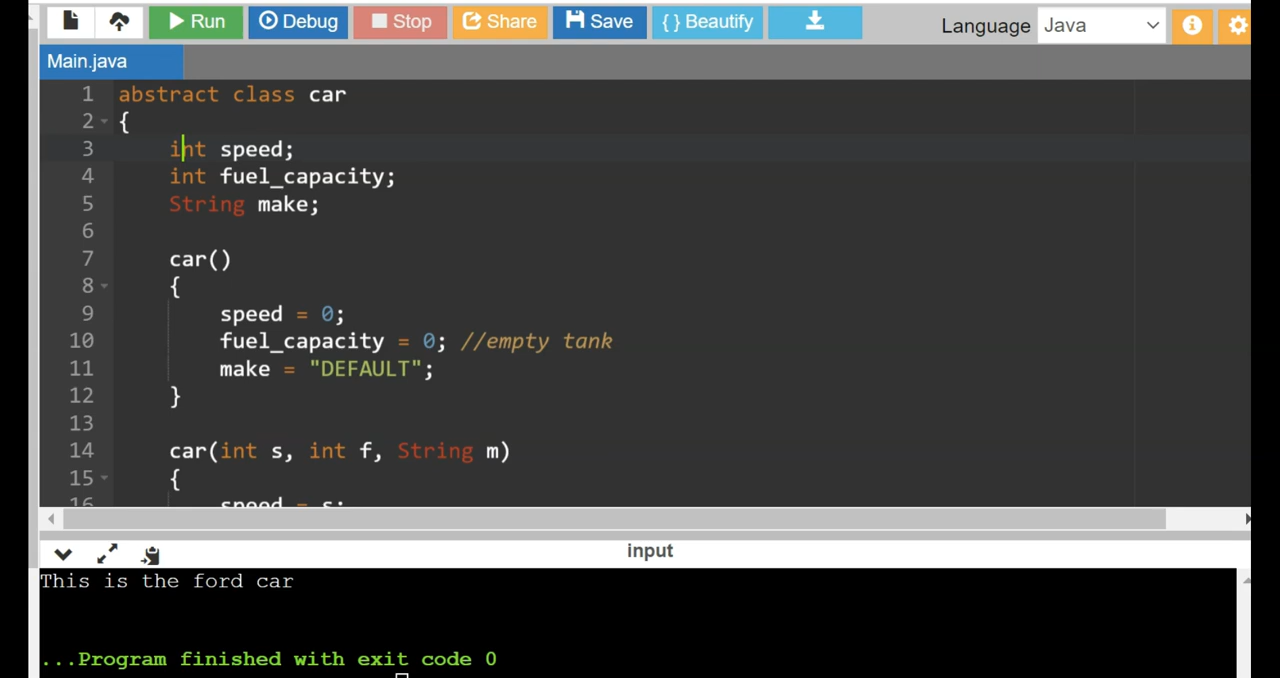 Run Debug Stop Share Save { } Beautify Language Java
Main.java
1 abstract class car
2 {
3 int speed;
4 int fuel_capacity;
5 String make;
6
7 car()
8 {
9 speed = 0;
10 fuel_capacity = 0; //empty tank
11 make = "DEFAULT";
12 }
13
14 car(int s, int f, String m)
15 {
16 speed = s;
input
This is the ford car
...Program finished with exit code 0